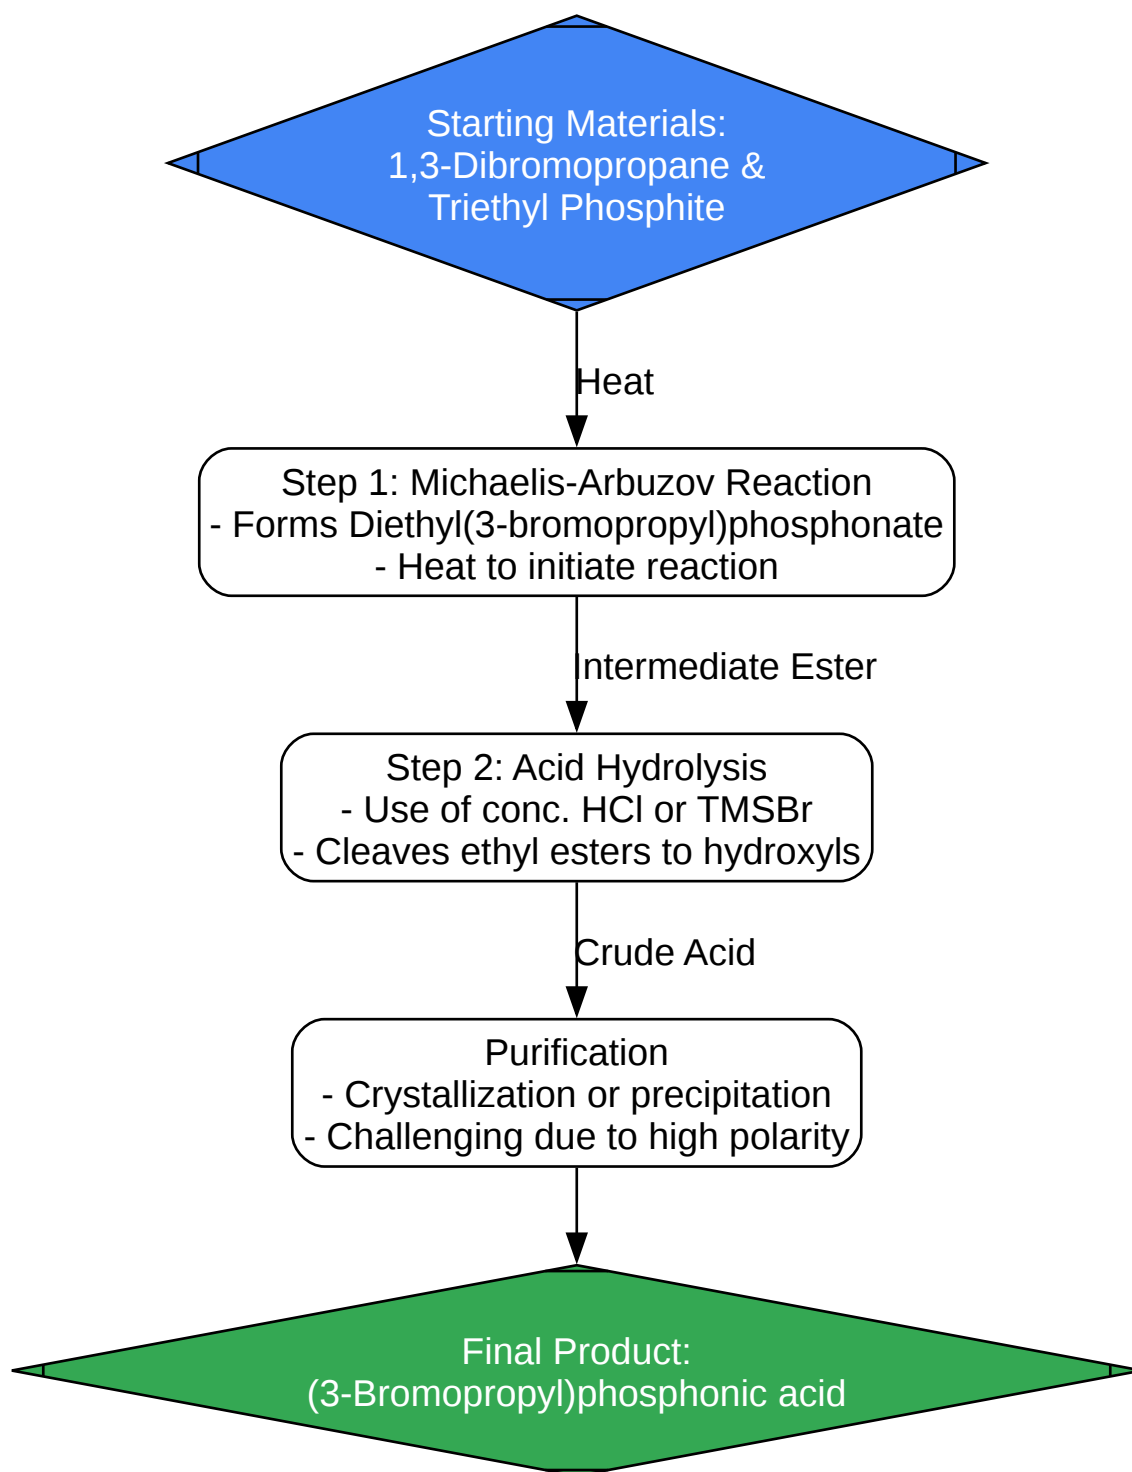 Starting Materials:
1,3-Dibromopropane &
Triethyl Phosphite
Heat
Step 1: Michaelis-Arbuzov Reaction
- Forms Diethyl(3-bromopropyl)phosphonate
- Heat to initiate reaction
Intermediate Ester
Step 2: Acid Hydrolysis
- Use of conc. HCl or TMSBr
- Cleaves ethyl esters to hydroxyls
Crude Acid
Purification
- Crystallization or precipitation
- Challenging due to high polarity
Final Product:
(3-Bromopropyl)phosphonic acid